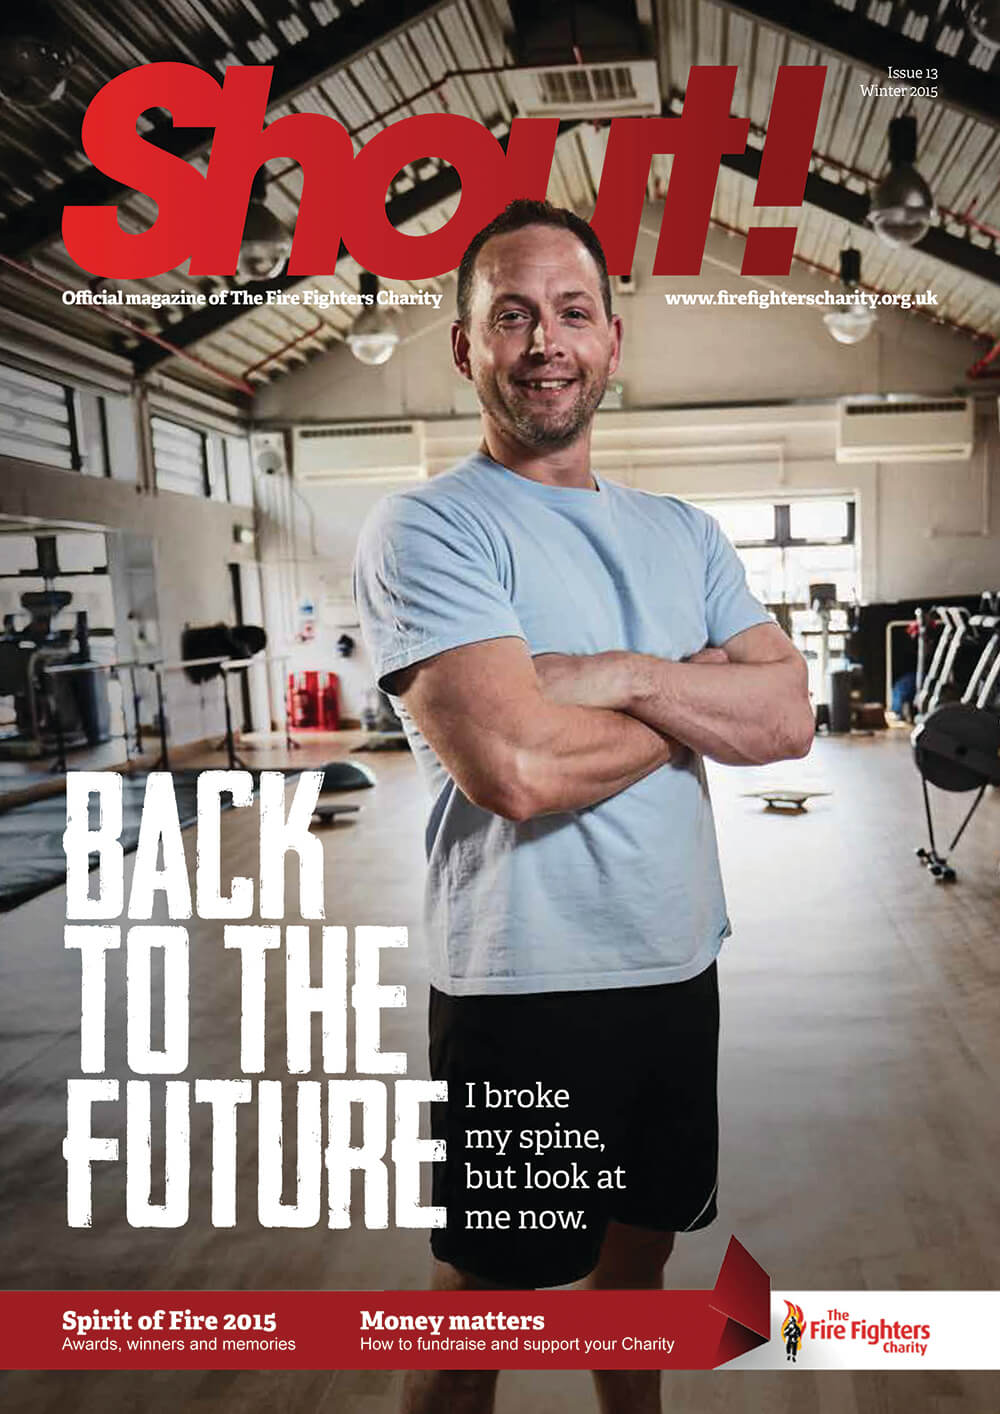 Issue 13
Winter 2015
Shout!
Official magazine of The Fire Fighters Charity
www.firefighterscharity.org.uk
BACK
TO THE
FUTURE
I broke
my spine,
but look at
me now.
Spirit of Fire 2015
Awards, winners and memories
Money matters
How to fundraise and support your Charity
The
Fire Fighters
Charity